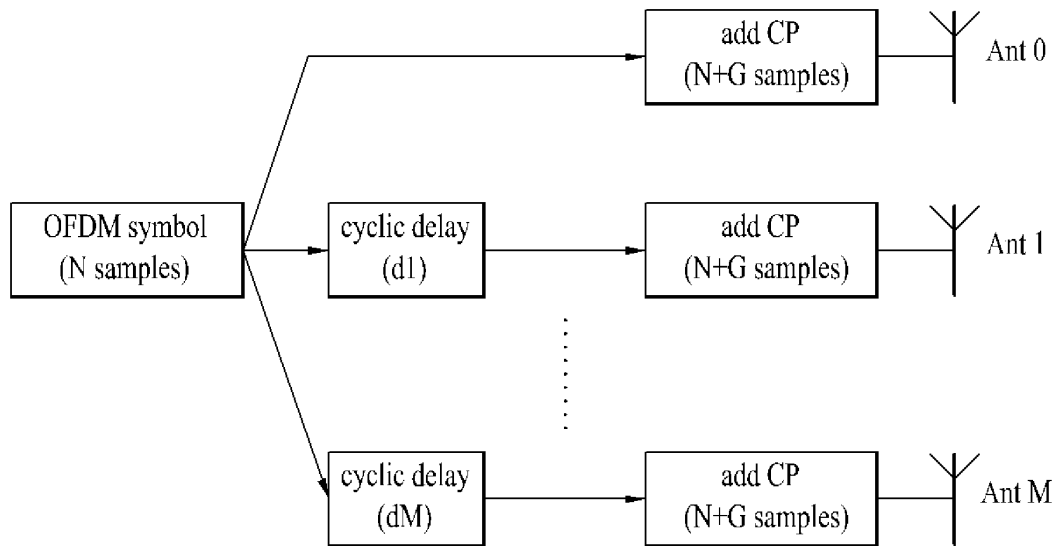 add CP
(N+G samples)
Ant 0
OFDM symbol
(N samples)
cyclic delay
(d1)
add CP
(N+G samples)
Ant 1
cyclic delay
(dM)
add CP
(N+G samples)
Ant M